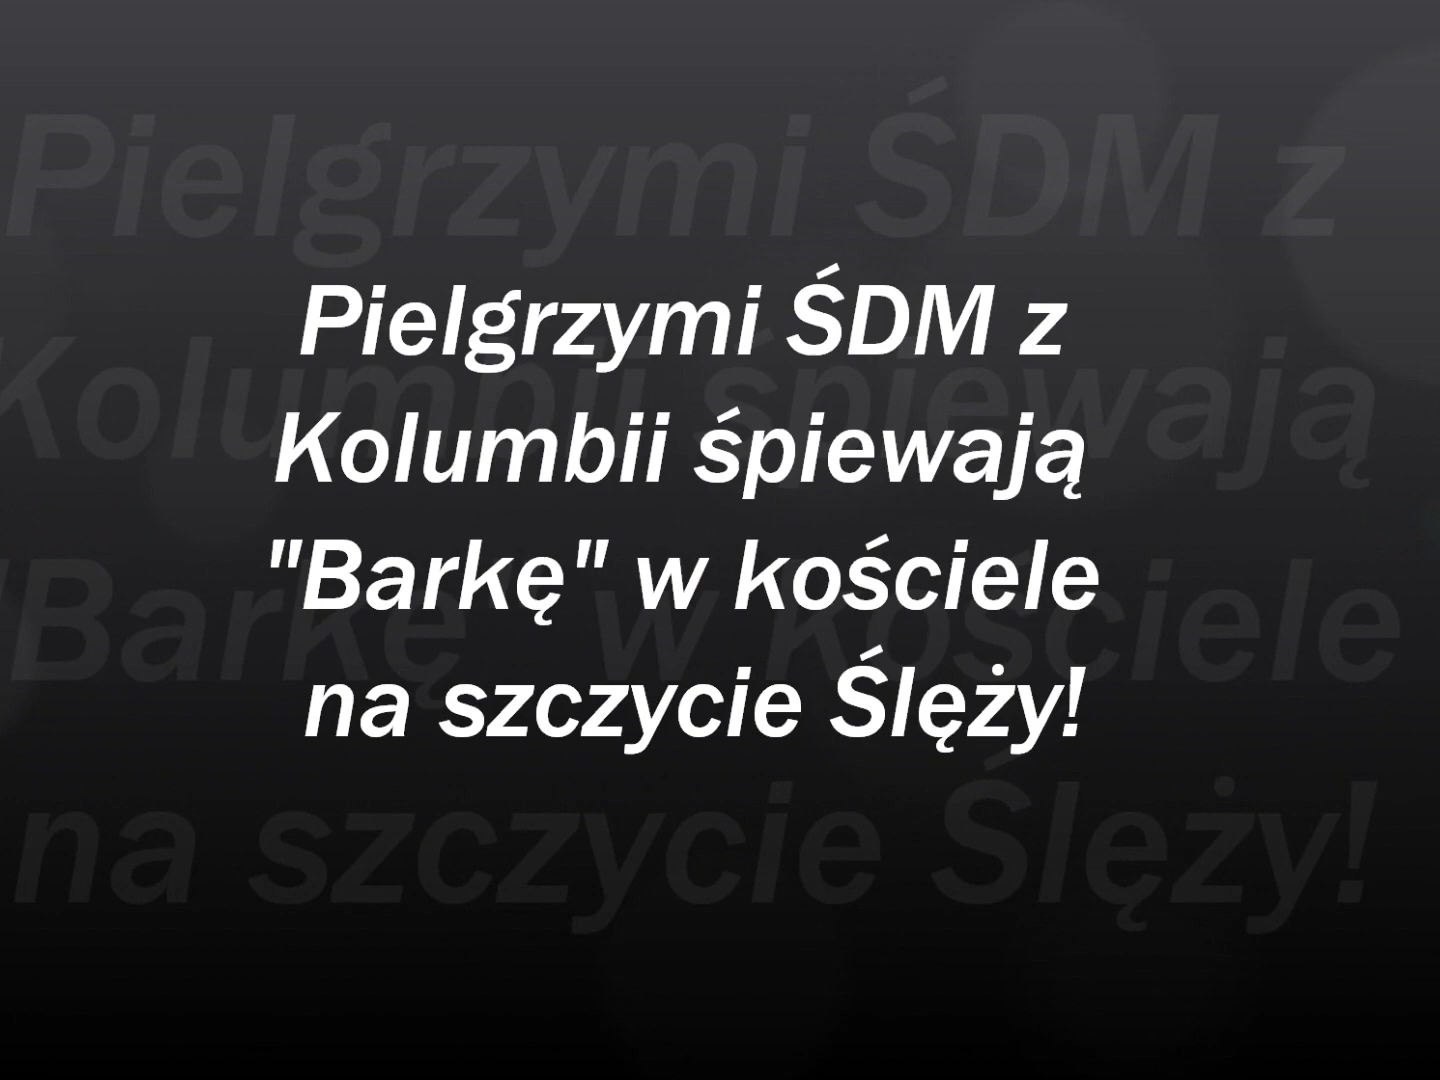 Pielgrzymi ŚDM z
Kolumbii śpiewają
"Barkę" w kościele
na szczycie Ślęży!